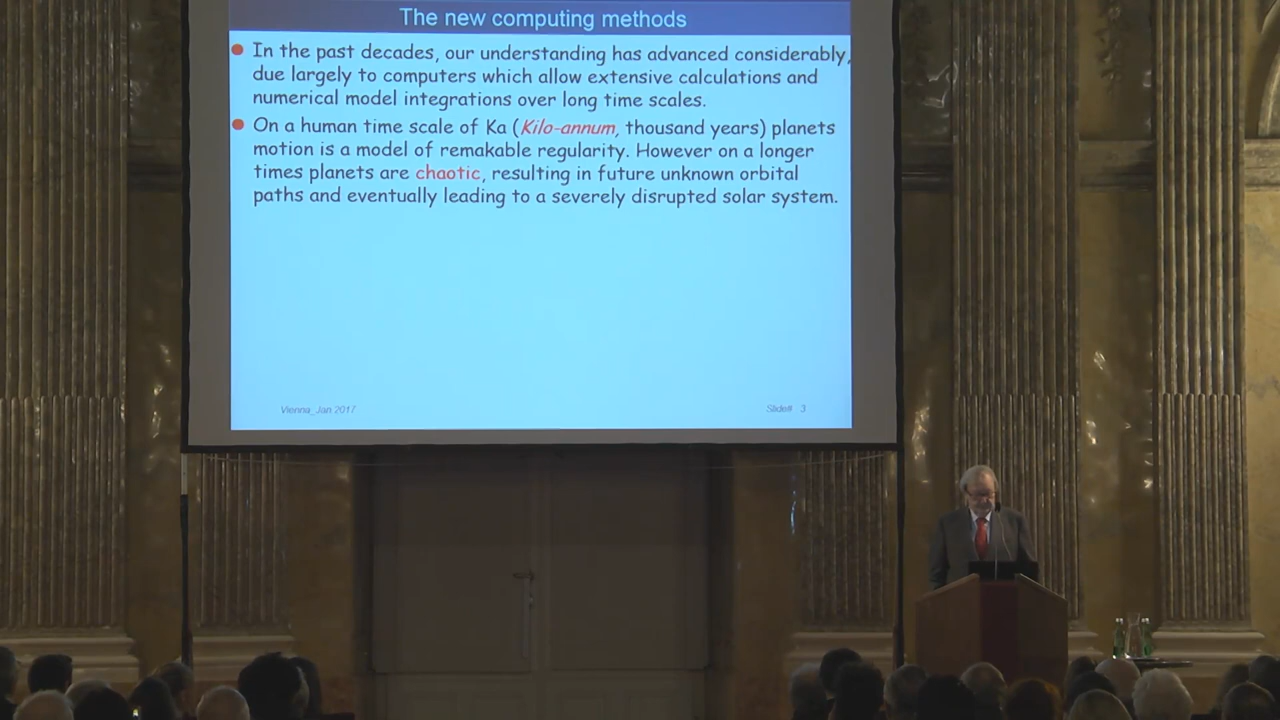 The new computing methods
In the past decades, our understanding has advanced considerably,
due largely to computers which allow extensive calculations and
numerical model integrations over long time scales.
On a human time scale of Ka (Kilo-annum, thousand years) planets
motion is a model of remakable regularity. However on a longer
times planets are chaotic, resulting in future unknown orbital
paths and eventually leading to a severely disrupted solar system.
Vienna_Jan 2017
Slide# 3